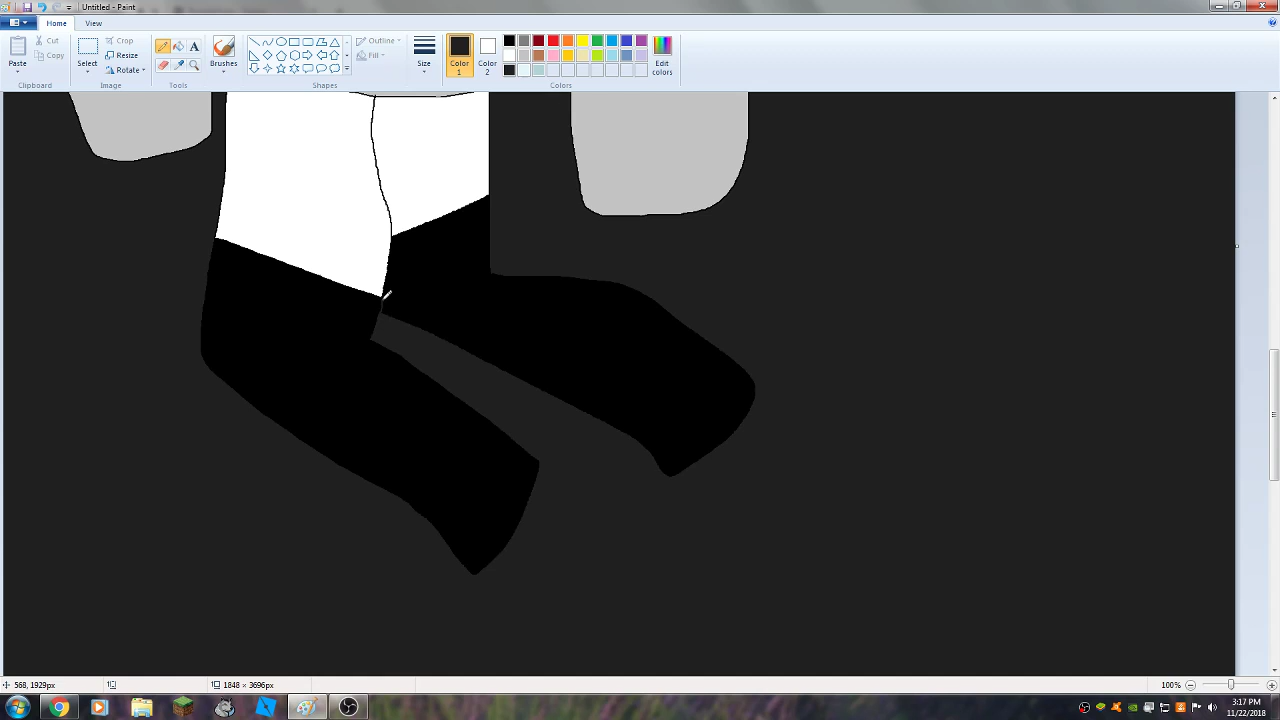 Untitled - Paint
Home
View
Paste
Cut
Copy
Clipboard
Select
Crop
Resize
Rotate
Image
A
Tools
Brushes
Shapes
Outline
Fill
Size
Color
1
Color
2
Colors
Edit
colors
568, 1929px
1848 × 3696px
100%
3:17 PM
11/22/2018